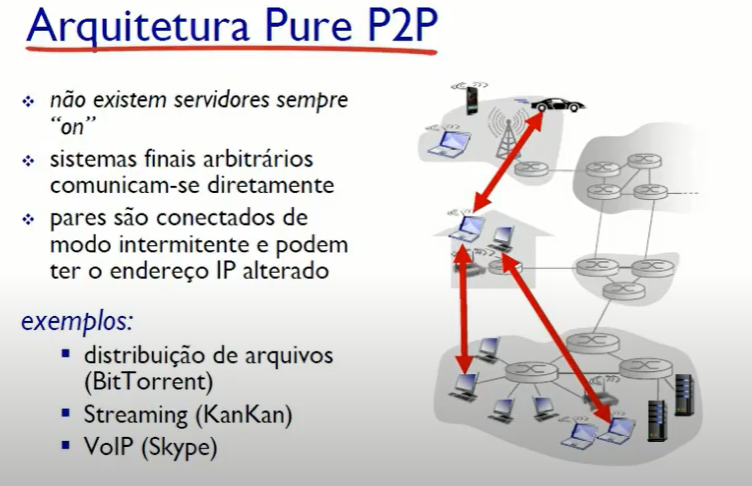 Arquitetura Pure P2P
não existem servidores sempre
"on"
sistemas finais arbitrários
comunicam-se diretamente
pares são conectados de
modo intermitente e podem
ter o endereço IP alterado
exemplos:
distribuição de arquivos
(BitTorrent)
Streaming (KanKan)
VoIP (Skype)